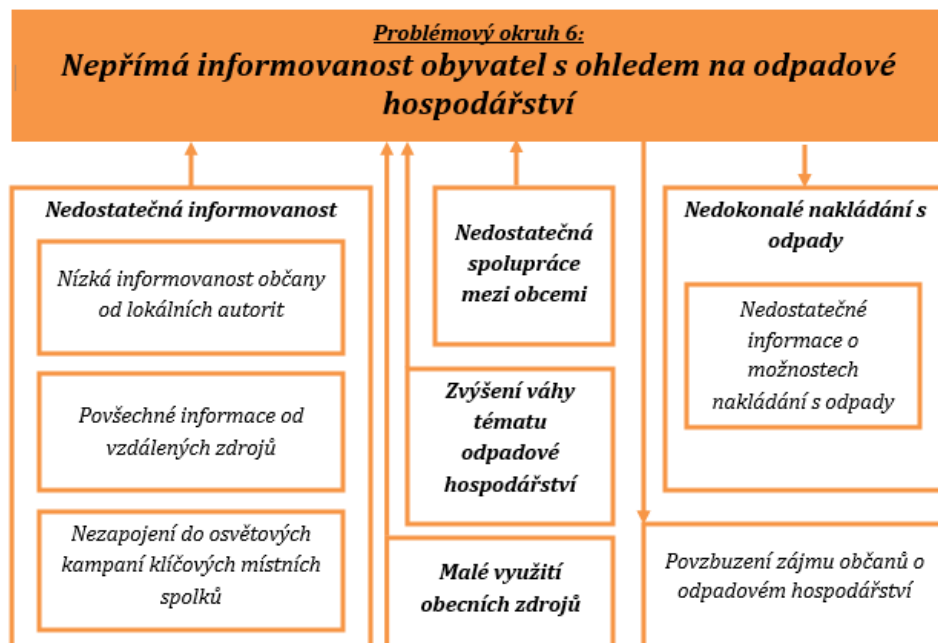 Problémový okruh 6:
Nepřímá informovanost obyvatel s ohledem na odpadové
hospodářství
Nedostatečná informovanost
Nízká informovanost občany
od lokálních autorit
Povšechné informace od
vzdálených zdrojů
Nezapojení do osvětových
kampaní klíčových místních
spolků
Nedostatečná
spolupráce
mezi obcemi
Zvýšení váhy
tématu
odpadové
hospodářství
Malé využití
obecních zdrojů
Nedokonalé nakládání s
odpady
Nedostatečné
informace o
možnostech
nakládání s odpady
Povzbuzení zájmu občanů o
odpadovém hospodářství